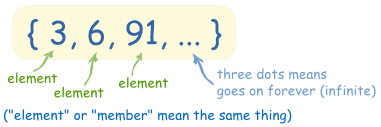 { 3, 6, 91, ... }
element
element
element
three dots means
goes on forever (infinite)
("element" or "member" mean the same thing)